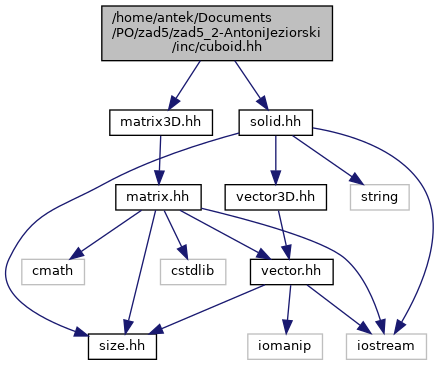 /home/antek/Documents
/PO/zad5/zad5_2-AntoniJeziorski
/inc/cuboid.hh
matrix3D.hh
solid.hh
matrix.hh
vector3D.hh
string
cmath
cstdlib
vector.hh
size.hh
iomanip
iostream